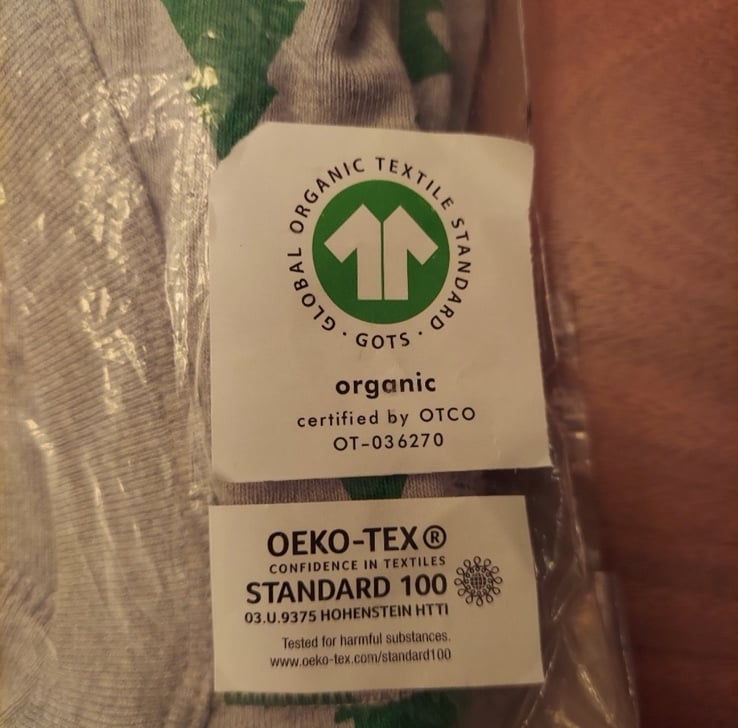 GLOBAL ORGANIC TEXTILE STANDARD · GOTS ·
organic
certified by OTCO
OT-036270
OEKO-TEX®
CONFIDENCE IN TEXTILES
STANDARD 100
03.U.9375 HOHENSTEIN HTTI
Tested for harmful substances.
www.oeko-tex.com/standard100